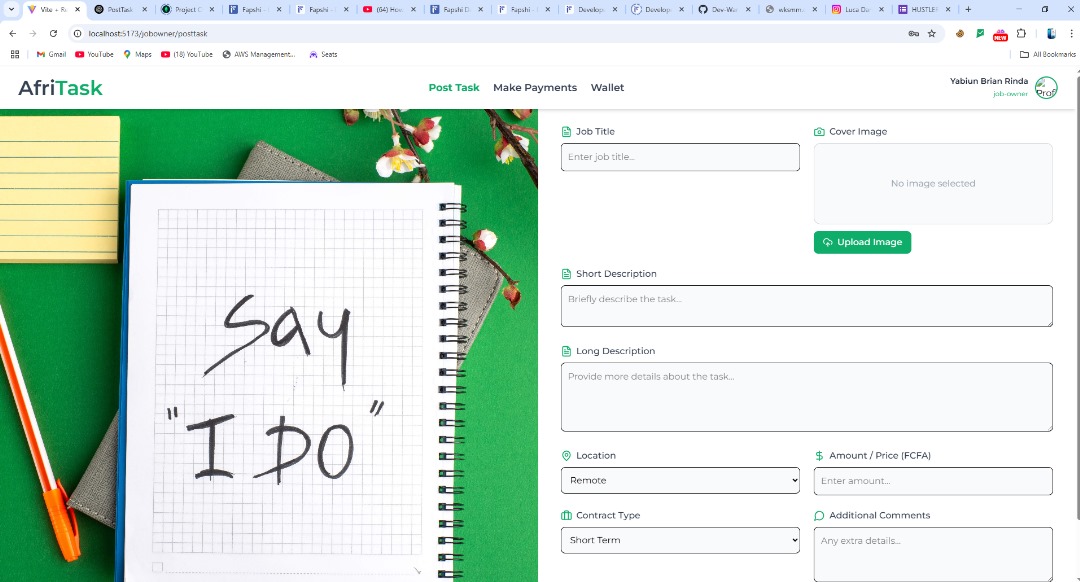 Vite + R
PostTas
Project C
Fapshi -
Fapshi -
(64) How
Fapshi D
Fapshi -
Develop
Develop
Dev-Wa
wksmm
Luca Da
HUSTLEF
localhost:5173/jobowner/posttask
NEW
Gmail
YouTube
Maps
(18) YouTube
AWS Management...
Seats
All Bookmarks
AfriTask
Post Task
Make Payments
Wallet
Yabiun Brian Rinda
job-owner
Prof
Say
"I DO"
Job Title
Enter job title...
Cover Image
No image selected
Upload Image
Short Description
Briefly describe the task...
Long Description
Provide more details about the task...
Location
Remote
Amount / Price (FCFA)
Enter amount...
Contract Type
Short Term
Additional Comments
Any extra details...